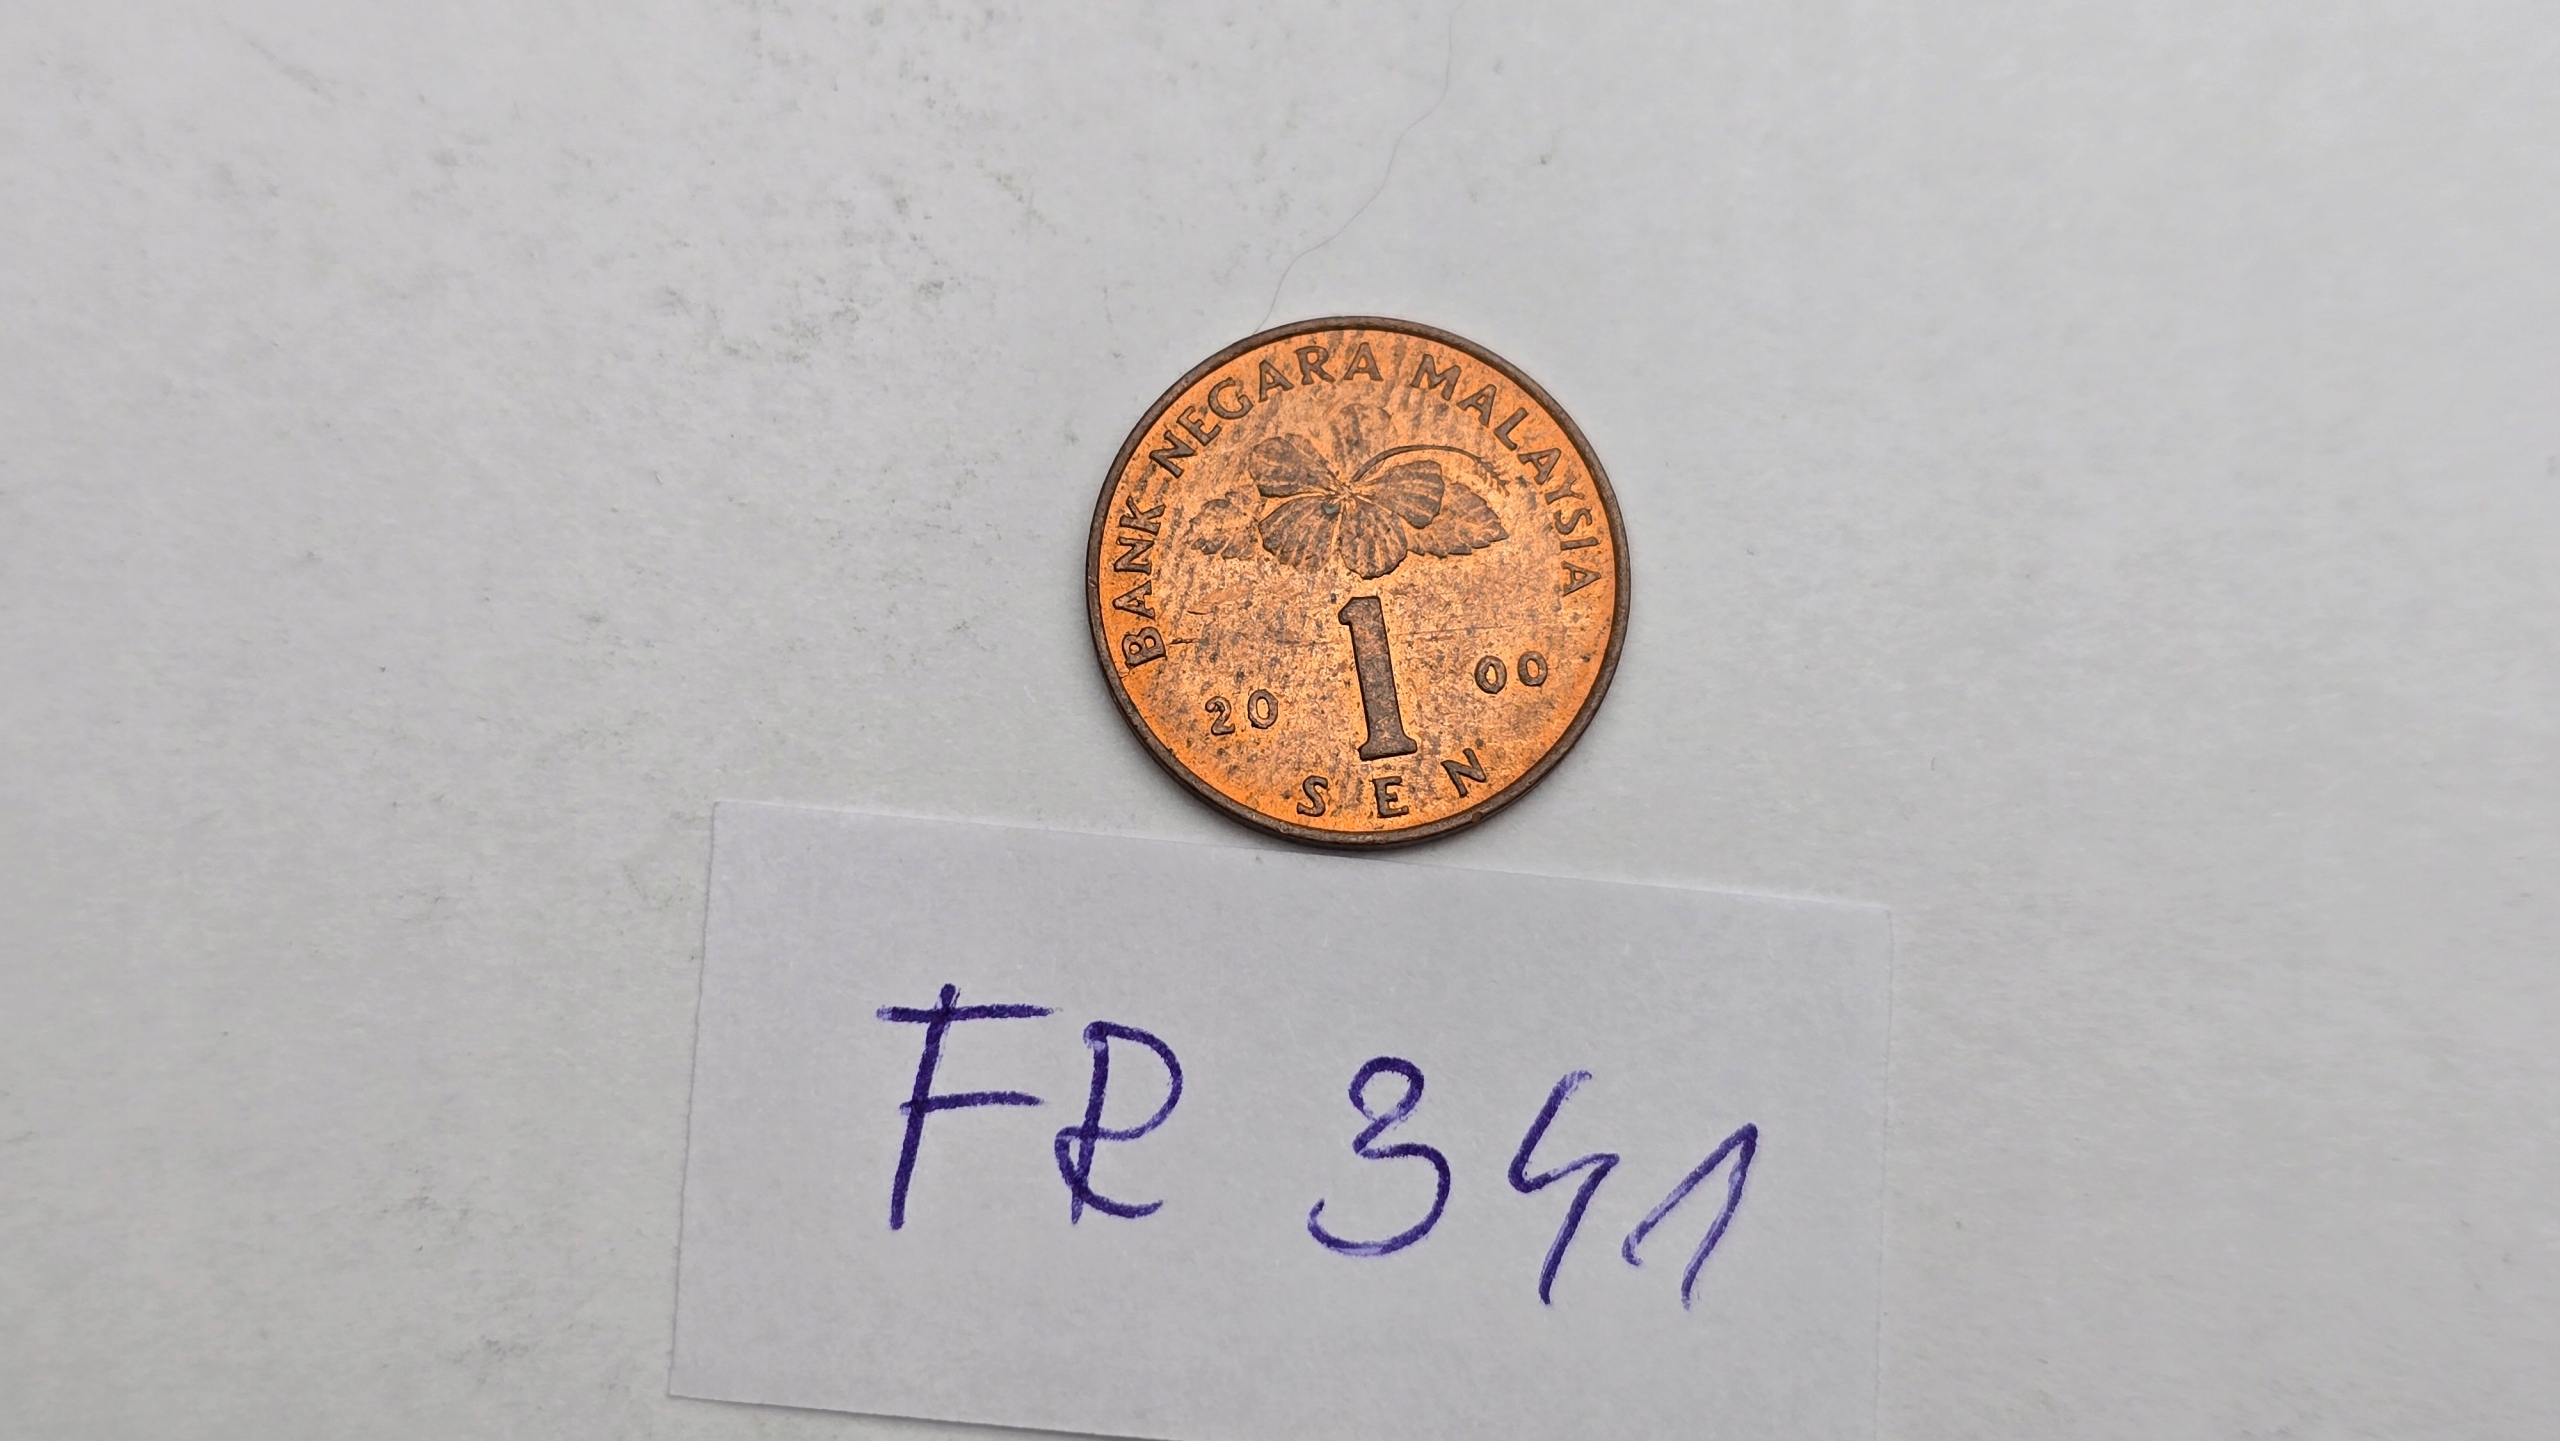 BANK NEGARA MALAYSIA
1
20 00
SEN
FR 341